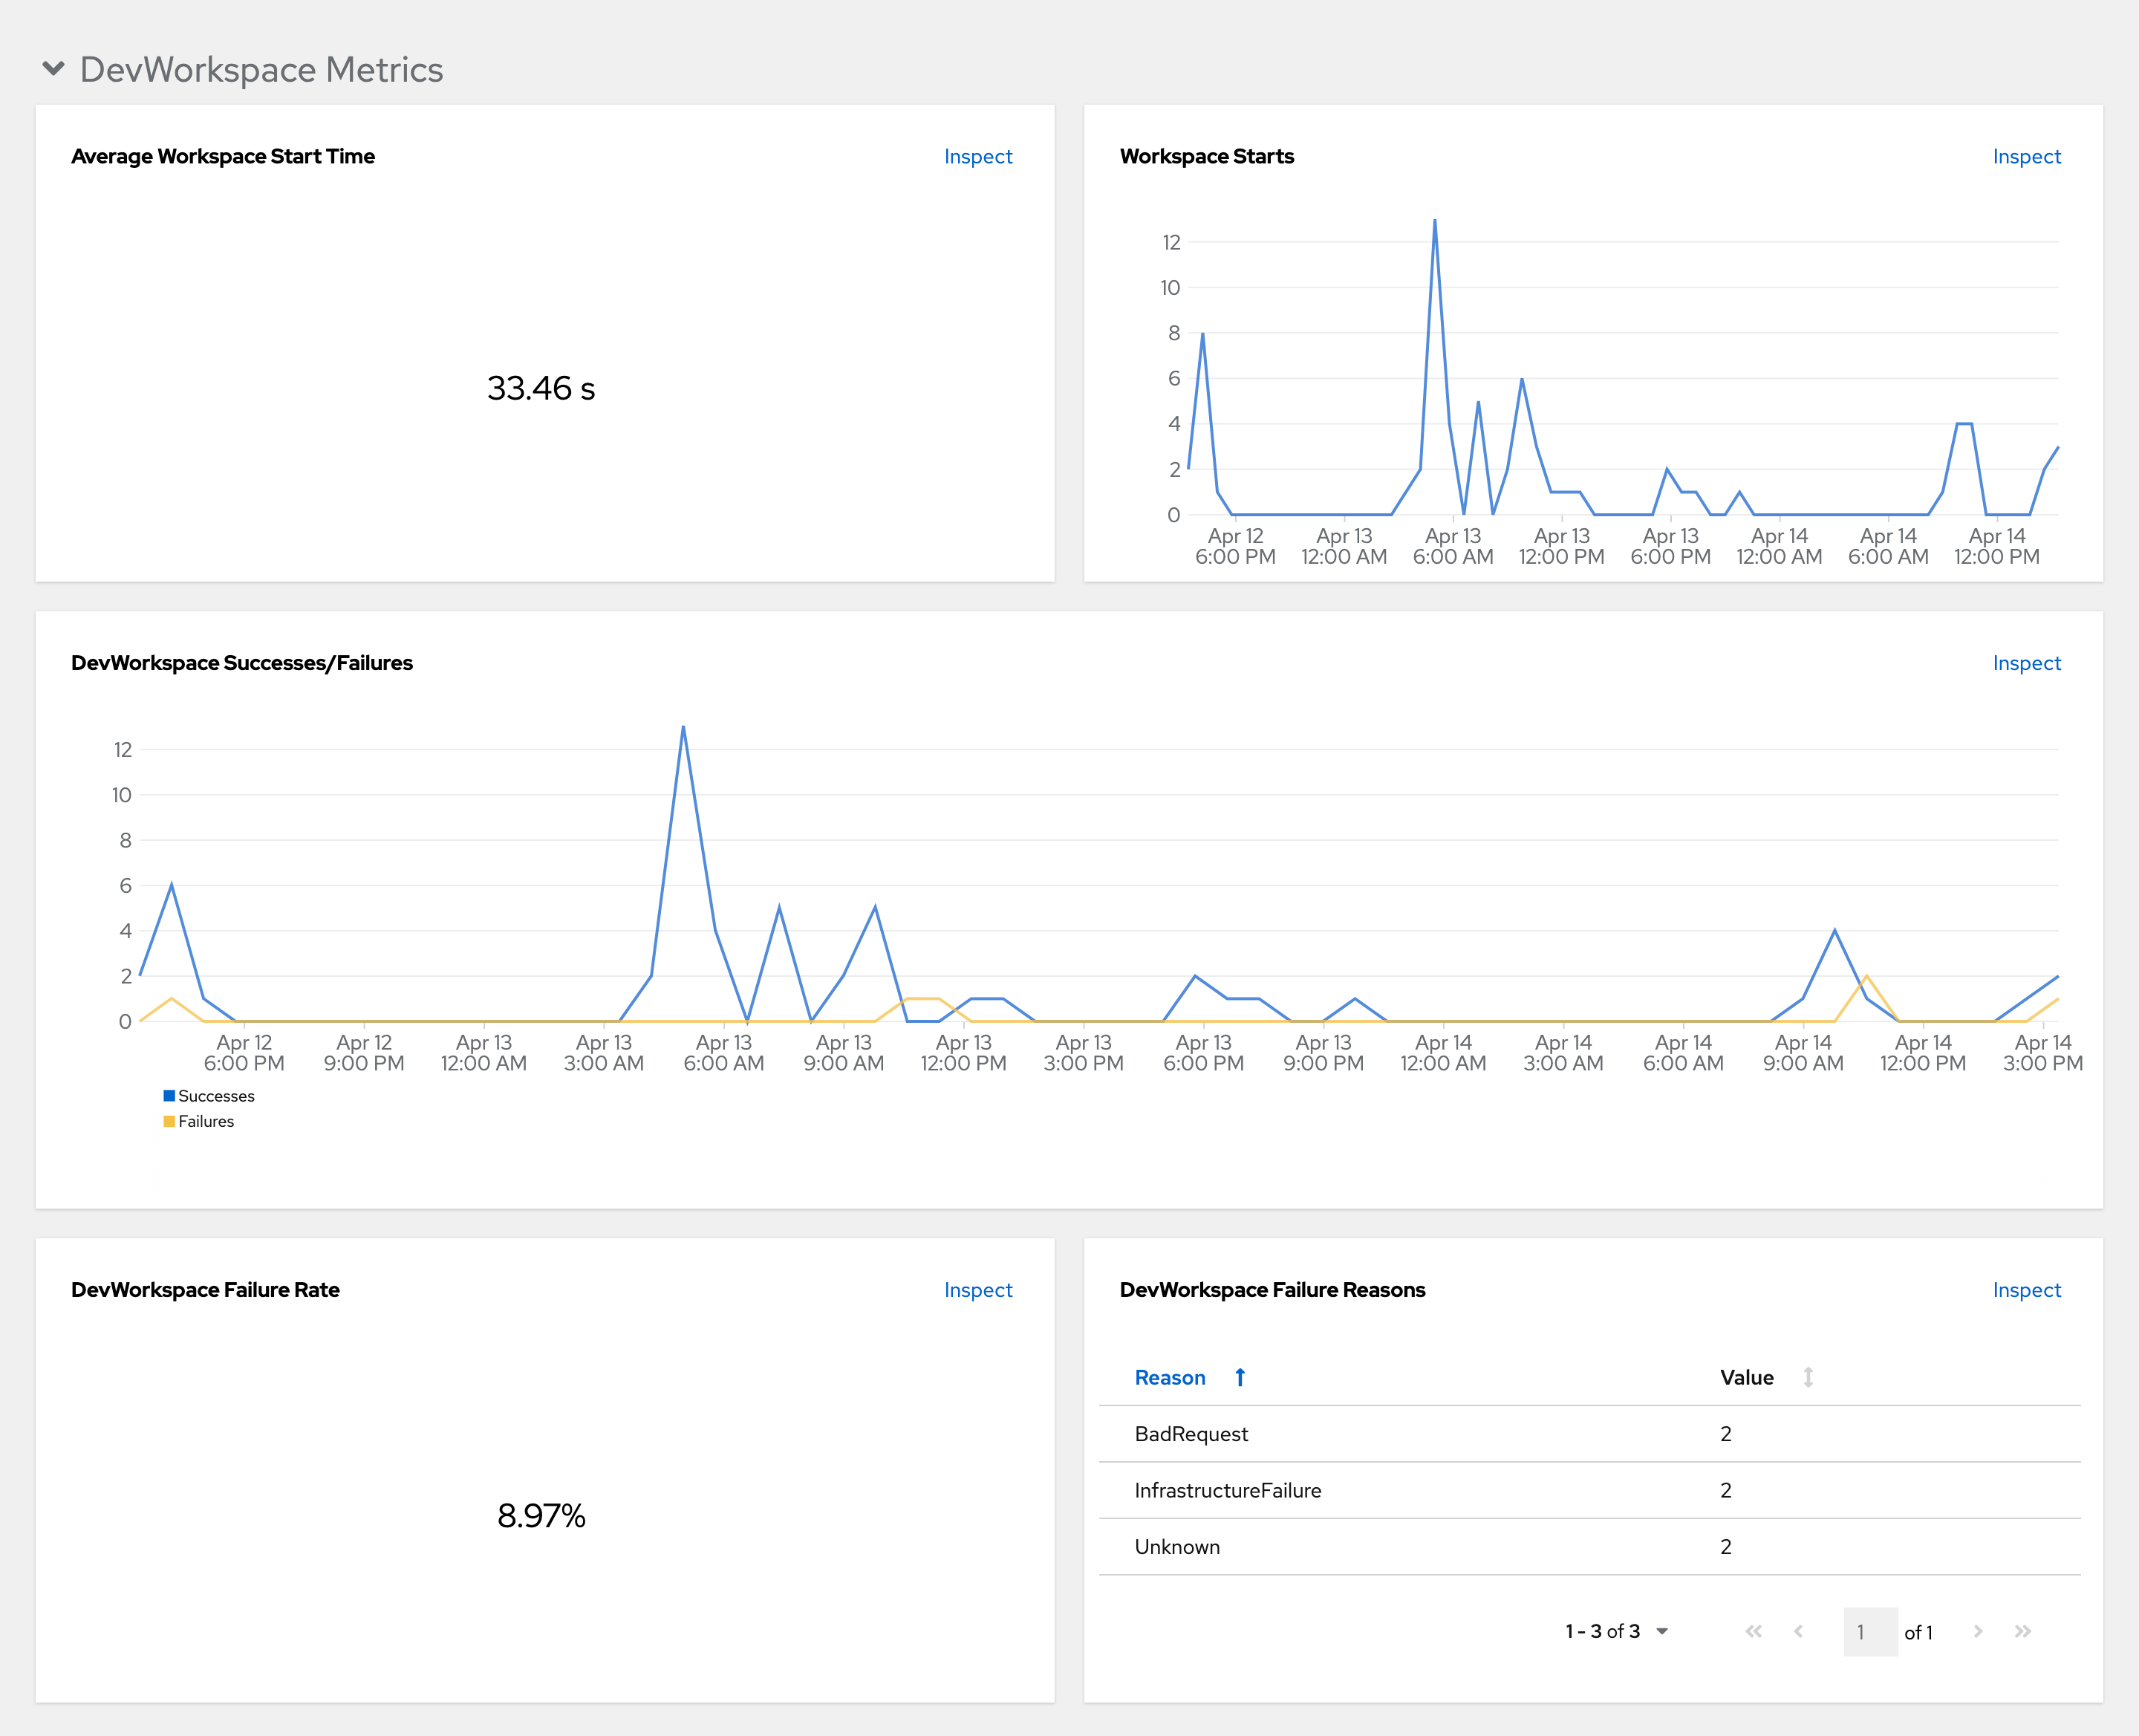 DevWorkspace Metrics
Average Workspace Start Time
Inspect
33.46 s
Workspace Starts
Inspect
12
10
8
6
4
2
0
Apr 12 Apr 13 Apr 13 Apr 13 Apr 13 Apr 14 Apr 14 Apr 14
6:00 PM 12:00 AM 6:00 AM 12:00 PM 6:00 PM 12:00 AM 6:00 AM 12:00 PM
DevWorkspace Successes/Failures
Inspect
12
10
8
6
4
2
0
Apr 12 Apr 12 Apr 13 Apr 13 Apr 13 Apr 13 Apr 13 Apr 13 Apr 13 Apr 13 Apr 14 Apr 14 Apr 14 Apr 14 Apr 14 Apr 14
6:00 PM 9:00 PM 12:00 AM 3:00 AM 6:00 AM 9:00 AM 12:00 PM 3:00 PM 6:00 PM 9:00 PM 12:00 AM 3:00 AM 6:00 AM 9:00 AM 12:00 PM 3:00 PM
Successes
Failures
DevWorkspace Failure Rate
Inspect
8.97%
DevWorkspace Failure Reasons
Inspect
Reason Value
BadRequest 2
InfrastructureFailure 2
Unknown 2
1 - 3 of 3 1 of 1